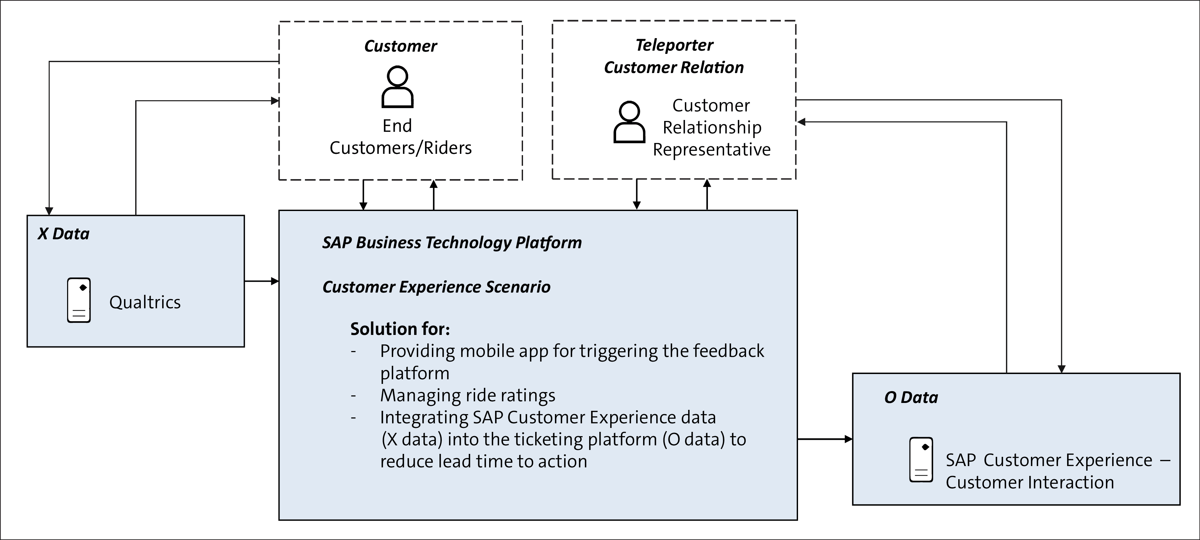 Customer
End
Customers/Riders
Teleporter
Customer Relation
Customer
Relationship
Representative
X Data
Qualtrics
SAP Business Technology Platform
Customer Experience Scenario
Solution for:
- Providing mobile app for triggering the feedback
platform
- Managing ride ratings
- Integrating SAP Customer Experience data
(X data) into the ticketing platform (O data) to
reduce lead time to action
O Data
SAP Customer Experience –
Customer Interaction